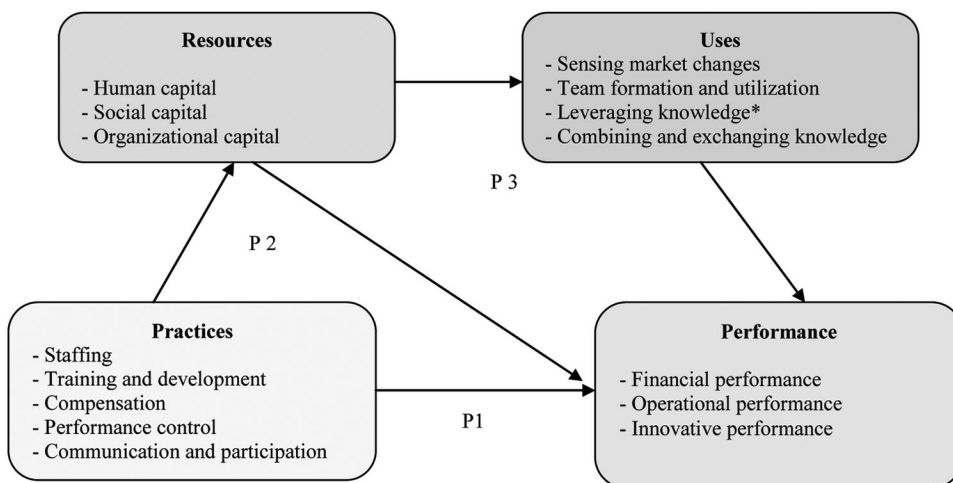 Resources
- Human capital
- Social capital
- Organizational capital
Uses
- Sensing market changes
- Team formation and utilization
- Leveraging knowledge*
- Combining and exchanging knowledge
P 3
P 2
Practices
- Staffing
- Training and development
- Compensation
- Performance control
- Communication and participation
P1
Performance
- Financial performance
- Operational performance
- Innovative performance